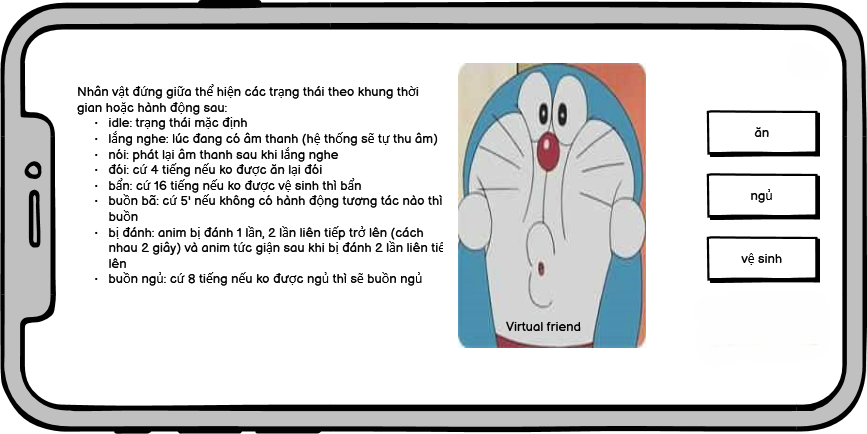 Nhân vật đứng giữa thể hiện các trạng thái theo khung thời
gian hoặc hành động sau:
• idle: trạng thái mặc định
• lắng nghe: lúc đang có âm thanh (hệ thống sẽ tự thu âm)
• nói: phát lại âm thanh sau khi lắng nghe
• đói: cứ 4 tiếng nếu ko được ăn lại đói
• bẩn: cứ 16 tiếng nếu ko được vệ sinh thì bẩn
• buồn bã: cứ 5' nếu không có hành động tương tác nào thì
buồn
• bị đánh: anim bị đánh 1 lần, 2 lần liên tiếp trở lên (cách
nhau 2 giây) và anim tức giận sau khi bị đánh 2 lần liên
lên
• buồn ngủ: cứ 8 tiếng nếu ko được ngủ thì sẽ buồn ngủ
Virtual friend
ăn
ngủ
vệ sinh